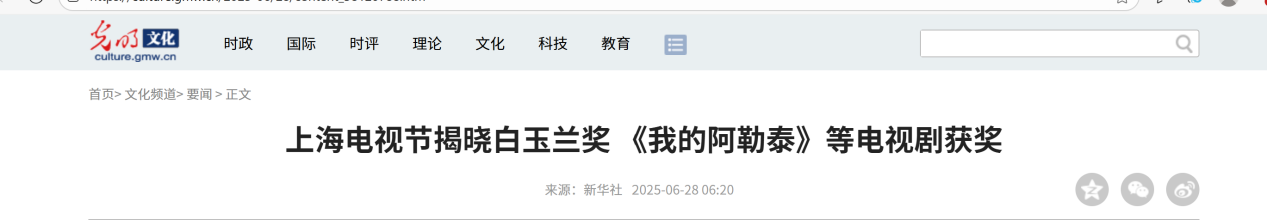 光明 文化
culture.gmw.cn
时政 国际 时评 理论 文化 科技 教育
首页> 文化频道> 要闻 > 正文
上海电视节揭晓白玉兰奖 《我的阿勒泰》等电视剧获奖
来源：新华社 2025-06-28 06:20